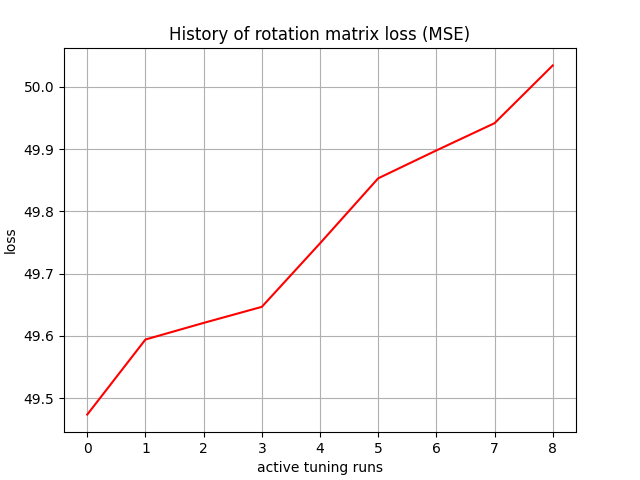 History of rotation matrix loss (MSE)
50.0
49.9
49.8
49.7
49.6
49.5
loss
0 1 2 3 4 5 6 7 8
active tuning runs